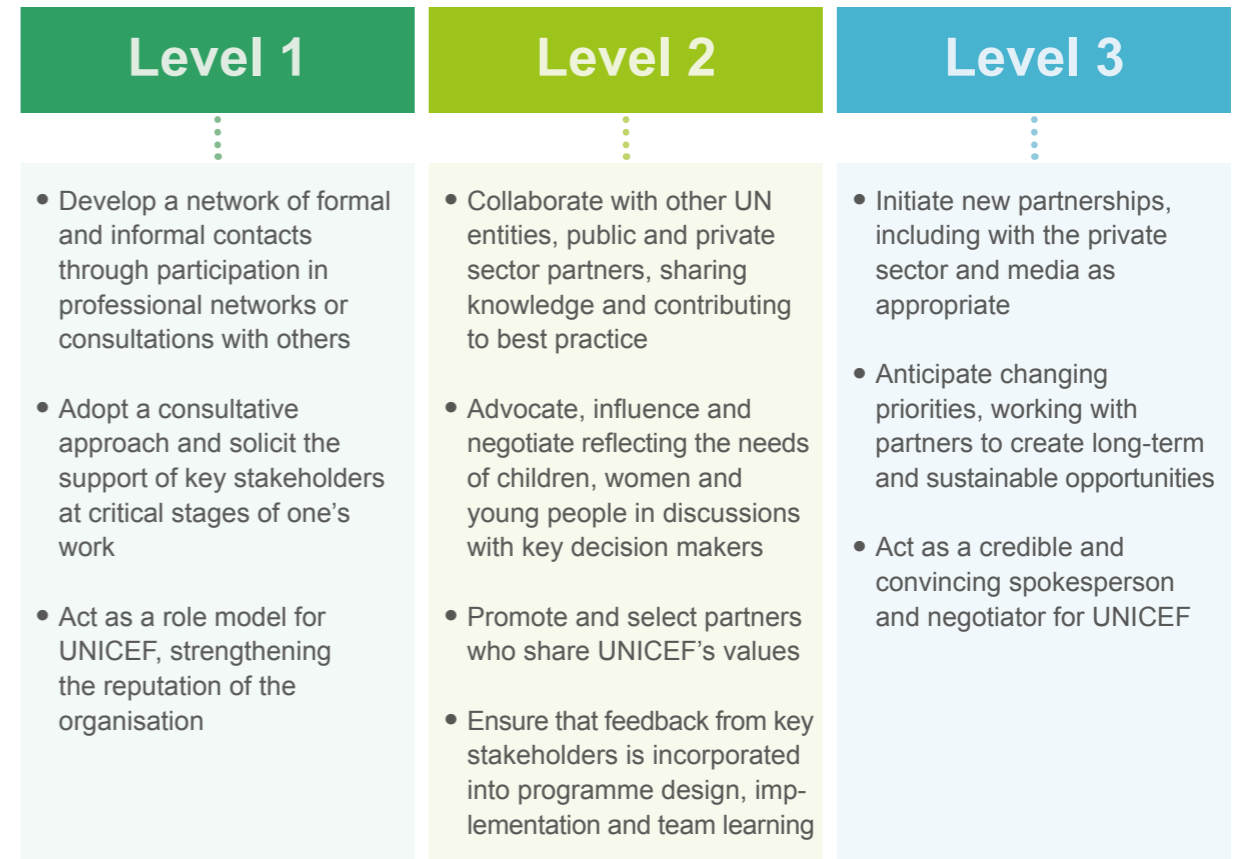 Level 1
Develop a network of formal
and informal contacts
through participation in
professional networks or
consultations with others
Adopt a consultative
approach and solicit the
support of key stakeholders
at critical stages of one’s
work
Act as a role model for
UNICEF, strengthening
the reputation of the
organisation
Level 2
Collaborate with other UN
entities, public and private
sector partners, sharing
knowledge and contributing
to best practice
Advocate, influence and
negotiate reflecting the needs
of children, women and
young people in discussions
with key decision makers
Promote and select partners
who share UNICEF’s values
Ensure that feedback from key
stakeholders is incorporated
into programme design, imp-
lementation and team learning
Level 3
Initiate new partnerships,
including with the private
sector and media as
appropriate
Anticipate changing
priorities, working with
partners to create long-term
and sustainable opportunities
Act as a credible and
convincing spokesperson
and negotiator for UNICEF